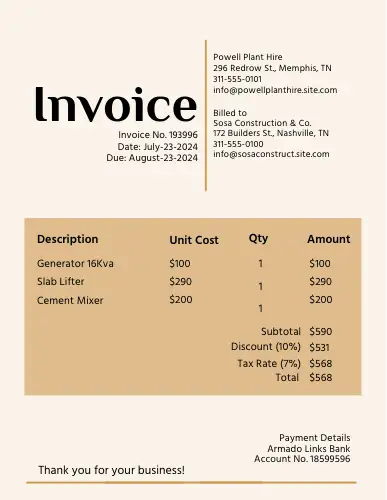 Powell Plant Hire
296 Redrow St., Memphis, TN
311-555-0101
info@powellplanthire.site.com
Invoice
Invoice No. 193996
Date: July-23-2024
Due: August-23-2024
Billed to
Sosa Construction & Co.
172 Builders St., Nashville, TN
311-555-0100
info@sosaconstruct.site.com
Description Unit Cost Qty Amount
Generator 16Kva $100 1 $100
Slab Lifter $290 1 $290
Cement Mixer $200 1 $200
Subtotal $590
Discount (10%) $531
Tax Rate (7%) $568
Total $568
Payment Details
Armado Links Bank
Account No. 18599596
Thank you for your business!